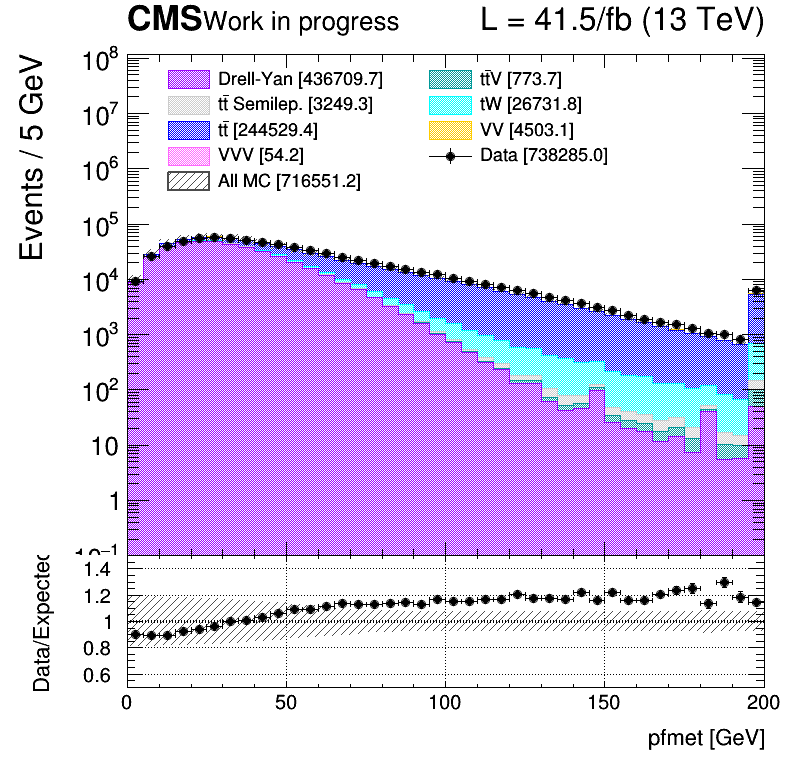 CMS Work in progress L = 41.5/fb (13 TeV)
Events / 5 GeV
10⁸
10⁷
10⁶
10⁵
10⁴
10³
10²
10
1
10⁻¹
Drell-Yan [436709.7]
tt̄ Semilep. [3249.3]
tt̄ [244529.4]
VVV [54.2]
All MC [716551.2]
tt̄V [773.7]
tW [26731.8]
VV [4503.1]
Data [738285.0]
Data/Expected
1.4
1.2
1
0.8
0.6
0 50 100 150 200
pfmet [GeV]